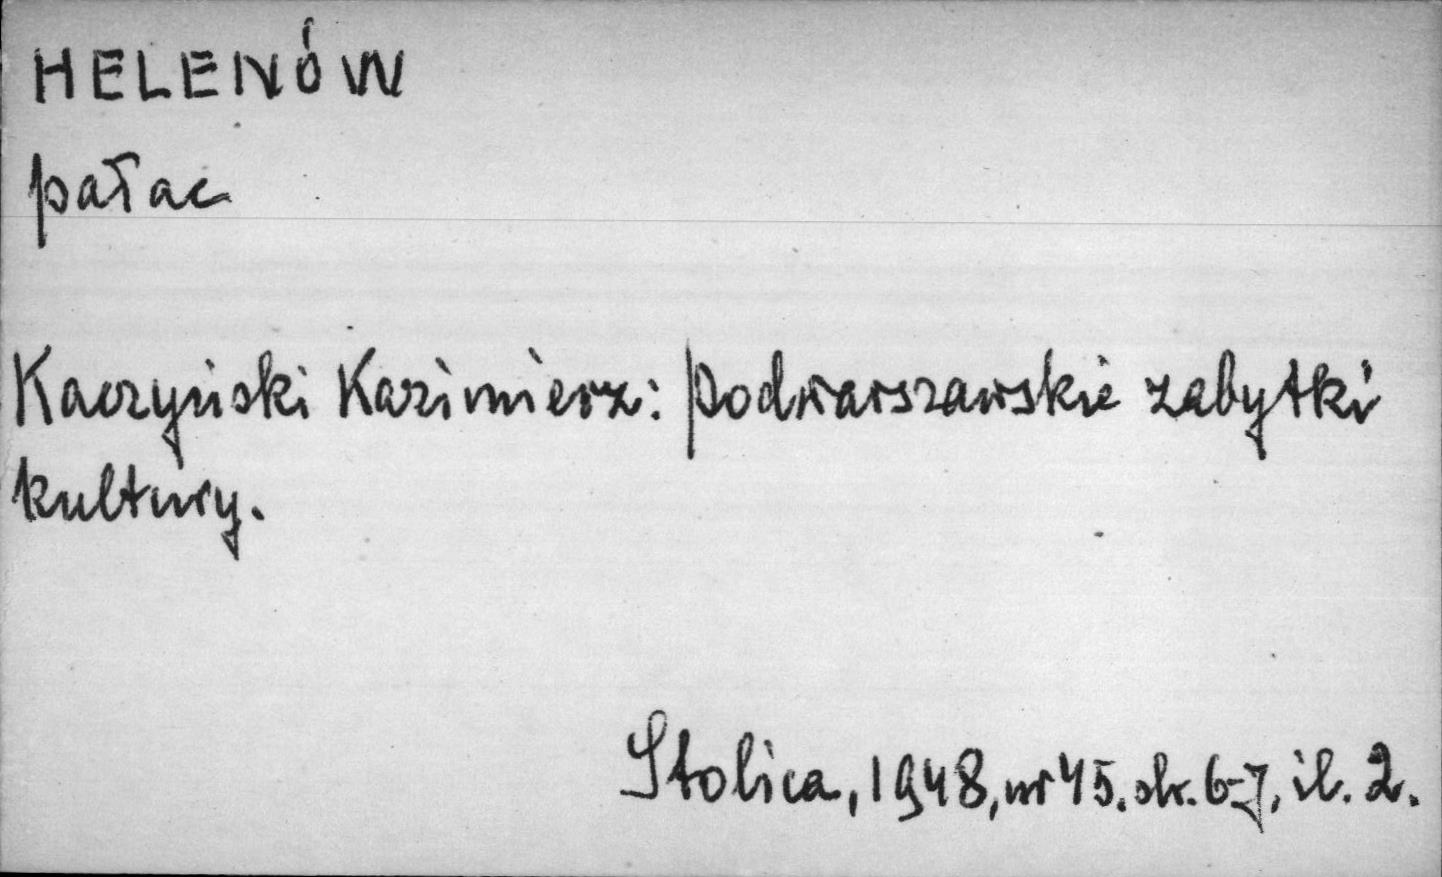 HELENÓW
pałac
Kaczyński Kazimierz: Podwarszawskie zabytki
kultury.
Stolica, 1948, nr 45. str. 6-7, il. 2.